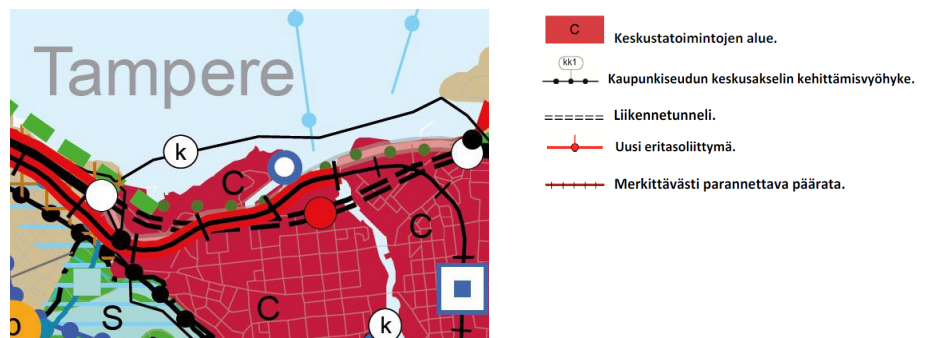 Tampere
k
C
C
C
S
k
C
Keskustatoimintojen alue.
kk1
Kaupunkiseudun keskusakselin kehittämisvyöhyke.
Liikennetunneli.
Uusi eritasoliittymä.
Merkittävästi parannettava päärata.